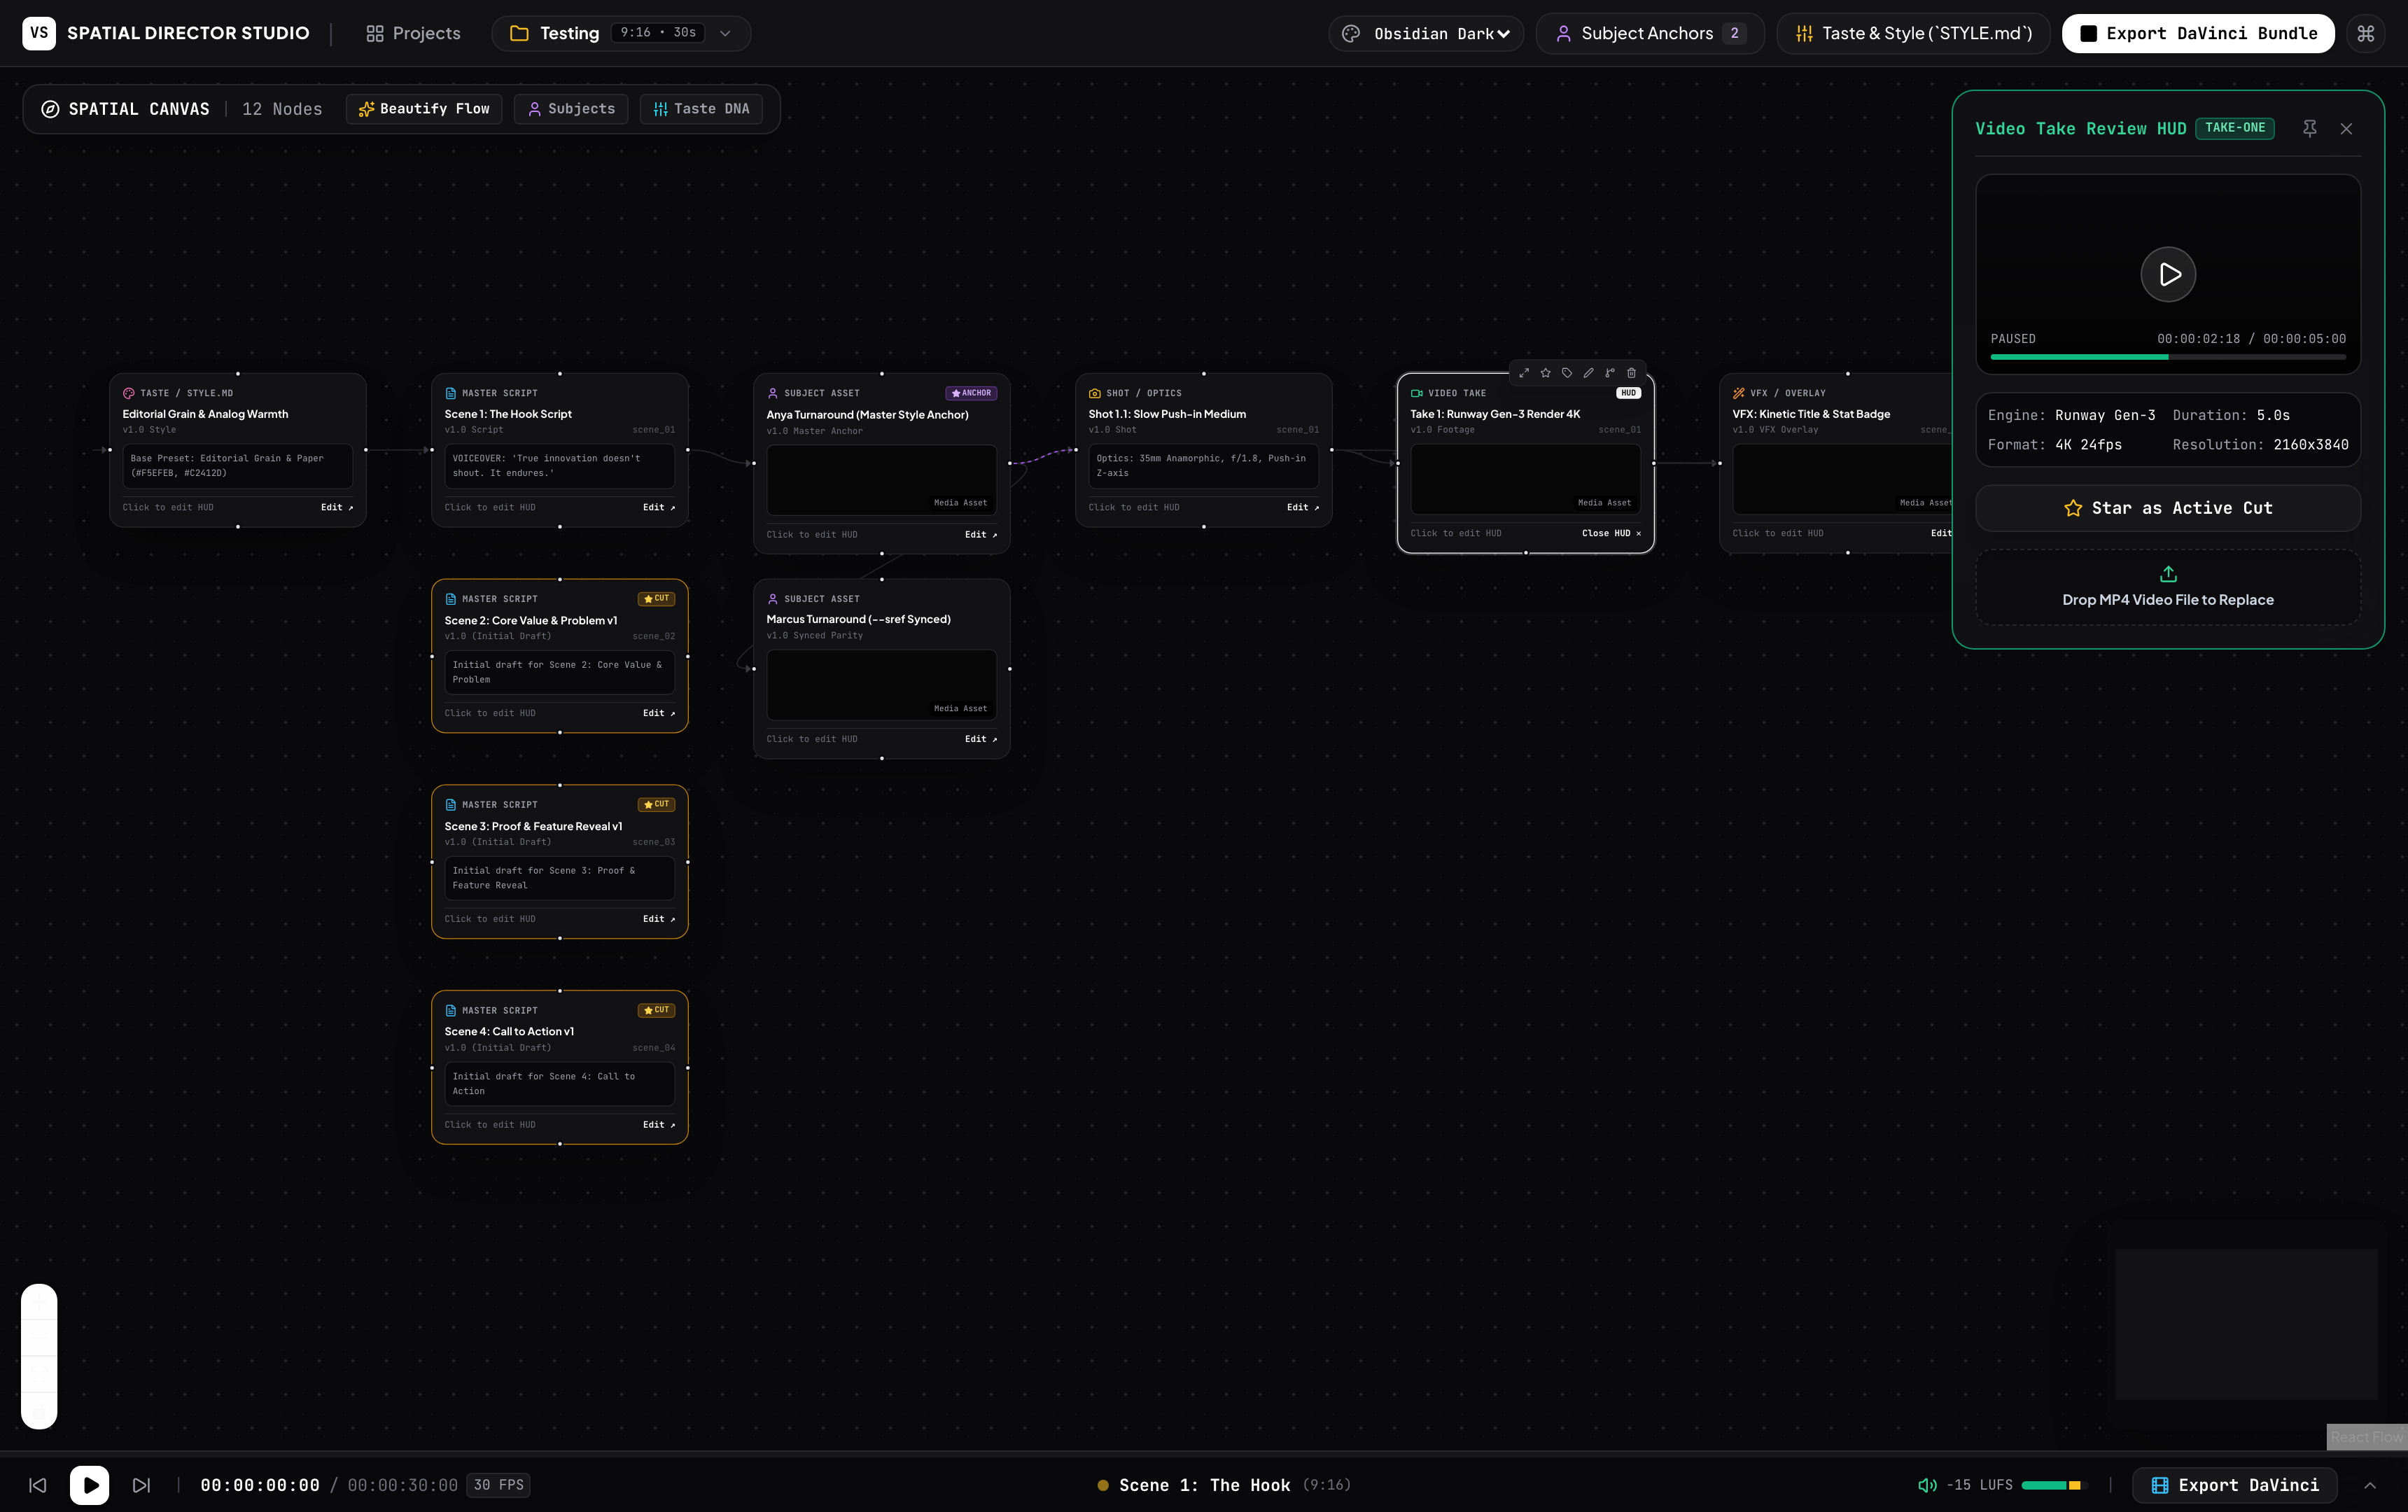 VS SPATIAL DIRECTOR STUDIO
Projects
Testing 9:16 • 30s
Obsidian Dark
Subject Anchors 2
Taste & Style (`STYLE.md`)
Export DaVinci Bundle
SPATIAL CANVAS
12 Nodes
Beautify Flow
Subjects
Taste DNA
TASTE / STYLE.MD
Editorial Grain & Analog Warmth
v1.0 Style
Base Preset: Editorial Grain & Paper
(#F5EFEB, #C2412D)
Click to edit HUD Edit ↗
MASTER SCRIPT
Scene 1: The Hook Script
v1.0 Script scene_01
VOICEOVER: 'True innovation doesn't
shout. It endures.'
Click to edit HUD Edit ↗
SUBJECT ASSET ANCHOR
Anya Turnaround (Master Style Anchor)
v1.0 Master Anchor
Media Asset
Click to edit HUD Edit ↗
SHOT / OPTICS
Shot 1.1: Slow Push-in Medium
v1.0 Shot scene_01
Optics: 35mm Anamorphic, f/1.8, Push-in
Z-axis
Click to edit HUD Edit ↗
VIDEO TAKE HUD
Take 1: Runway Gen-3 Render 4K
v1.0 Footage scene_01
Media Asset
Click to edit HUD Close HUD ×
VFX / OVERLAY
VFX: Kinetic Title & Stat Badge
v1.0 VFX Overlay scene_
Media Asset
Click to edit HUD Edit
MASTER SCRIPT CUT
Scene 2: Core Value & Problem v1
v1.0 (Initial Draft) scene_02
Initial draft for Scene 2: Core Value &
Problem
Click to edit HUD Edit ↗
SUBJECT ASSET
Marcus Turnaround (--sref Synced)
v1.0 Synced Parity
Media Asset
Click to edit HUD Edit ↗
MASTER SCRIPT CUT
Scene 3: Proof & Feature Reveal v1
v1.0 (Initial Draft) scene_03
Initial draft for Scene 3: Proof &
Feature Reveal
Click to edit HUD Edit ↗
MASTER SCRIPT CUT
Scene 4: Call to Action v1
v1.0 (Initial Draft) scene_04
Initial draft for Scene 4: Call to
Action
Click to edit HUD Edit ↗
Video Take Review HUD TAKE-ONE
PAUSED 00:00:02:18 / 00:00:05:00
Engine: Runway Gen-3 Duration: 5.0s
Format: 4K 24fps Resolution: 2160x3840
Star as Active Cut
Drop MP4 Video File to Replace
React Flow
00:00:00:00 / 00:00:30:00 30 FPS
Scene 1: The Hook (9:16)
-15 LUFS
Export DaVinci